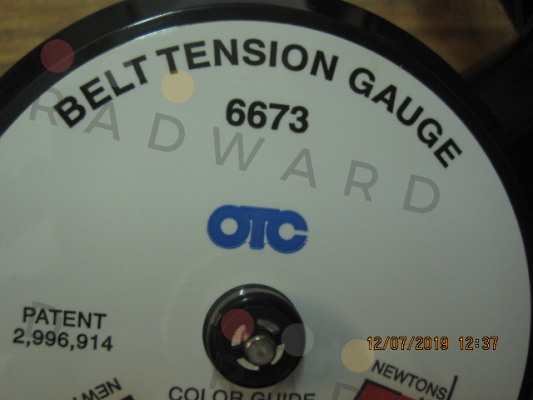 BELT TENSION GAUGE
6673
RADWARD
OTC
PATENT
2,996,914
12/07/2019 12:37
NEWTONS
COLOR GUIDE